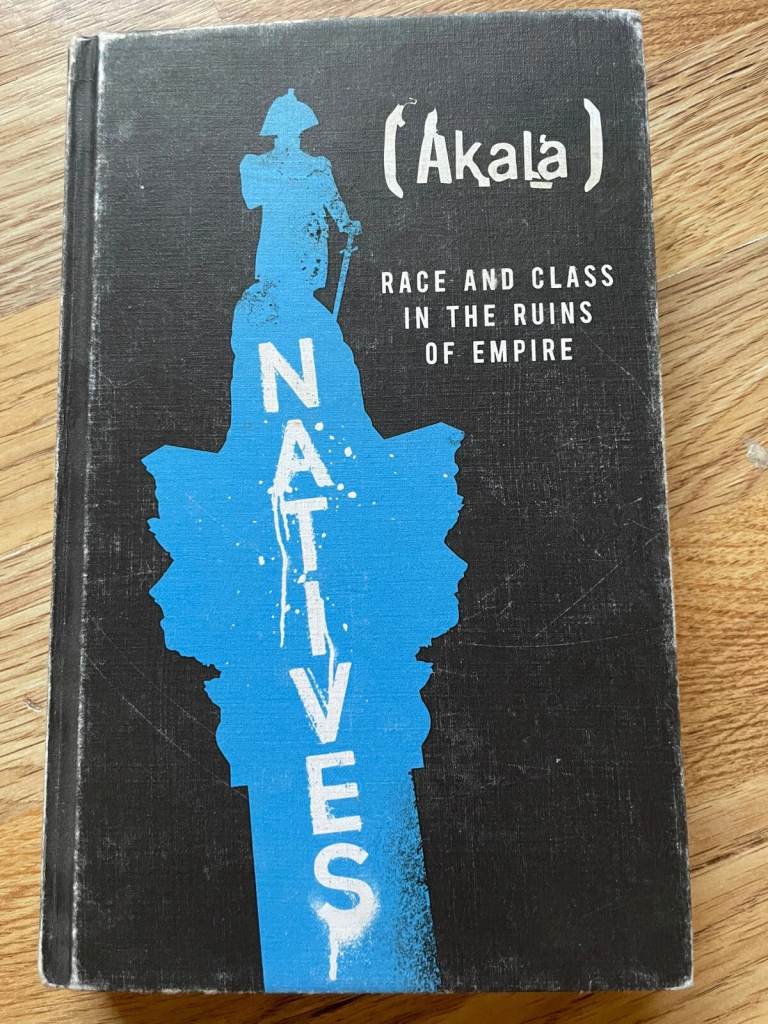 (Akala)
RACE AND CLASS
IN THE RUINS
OF EMPIRE
NATIVES